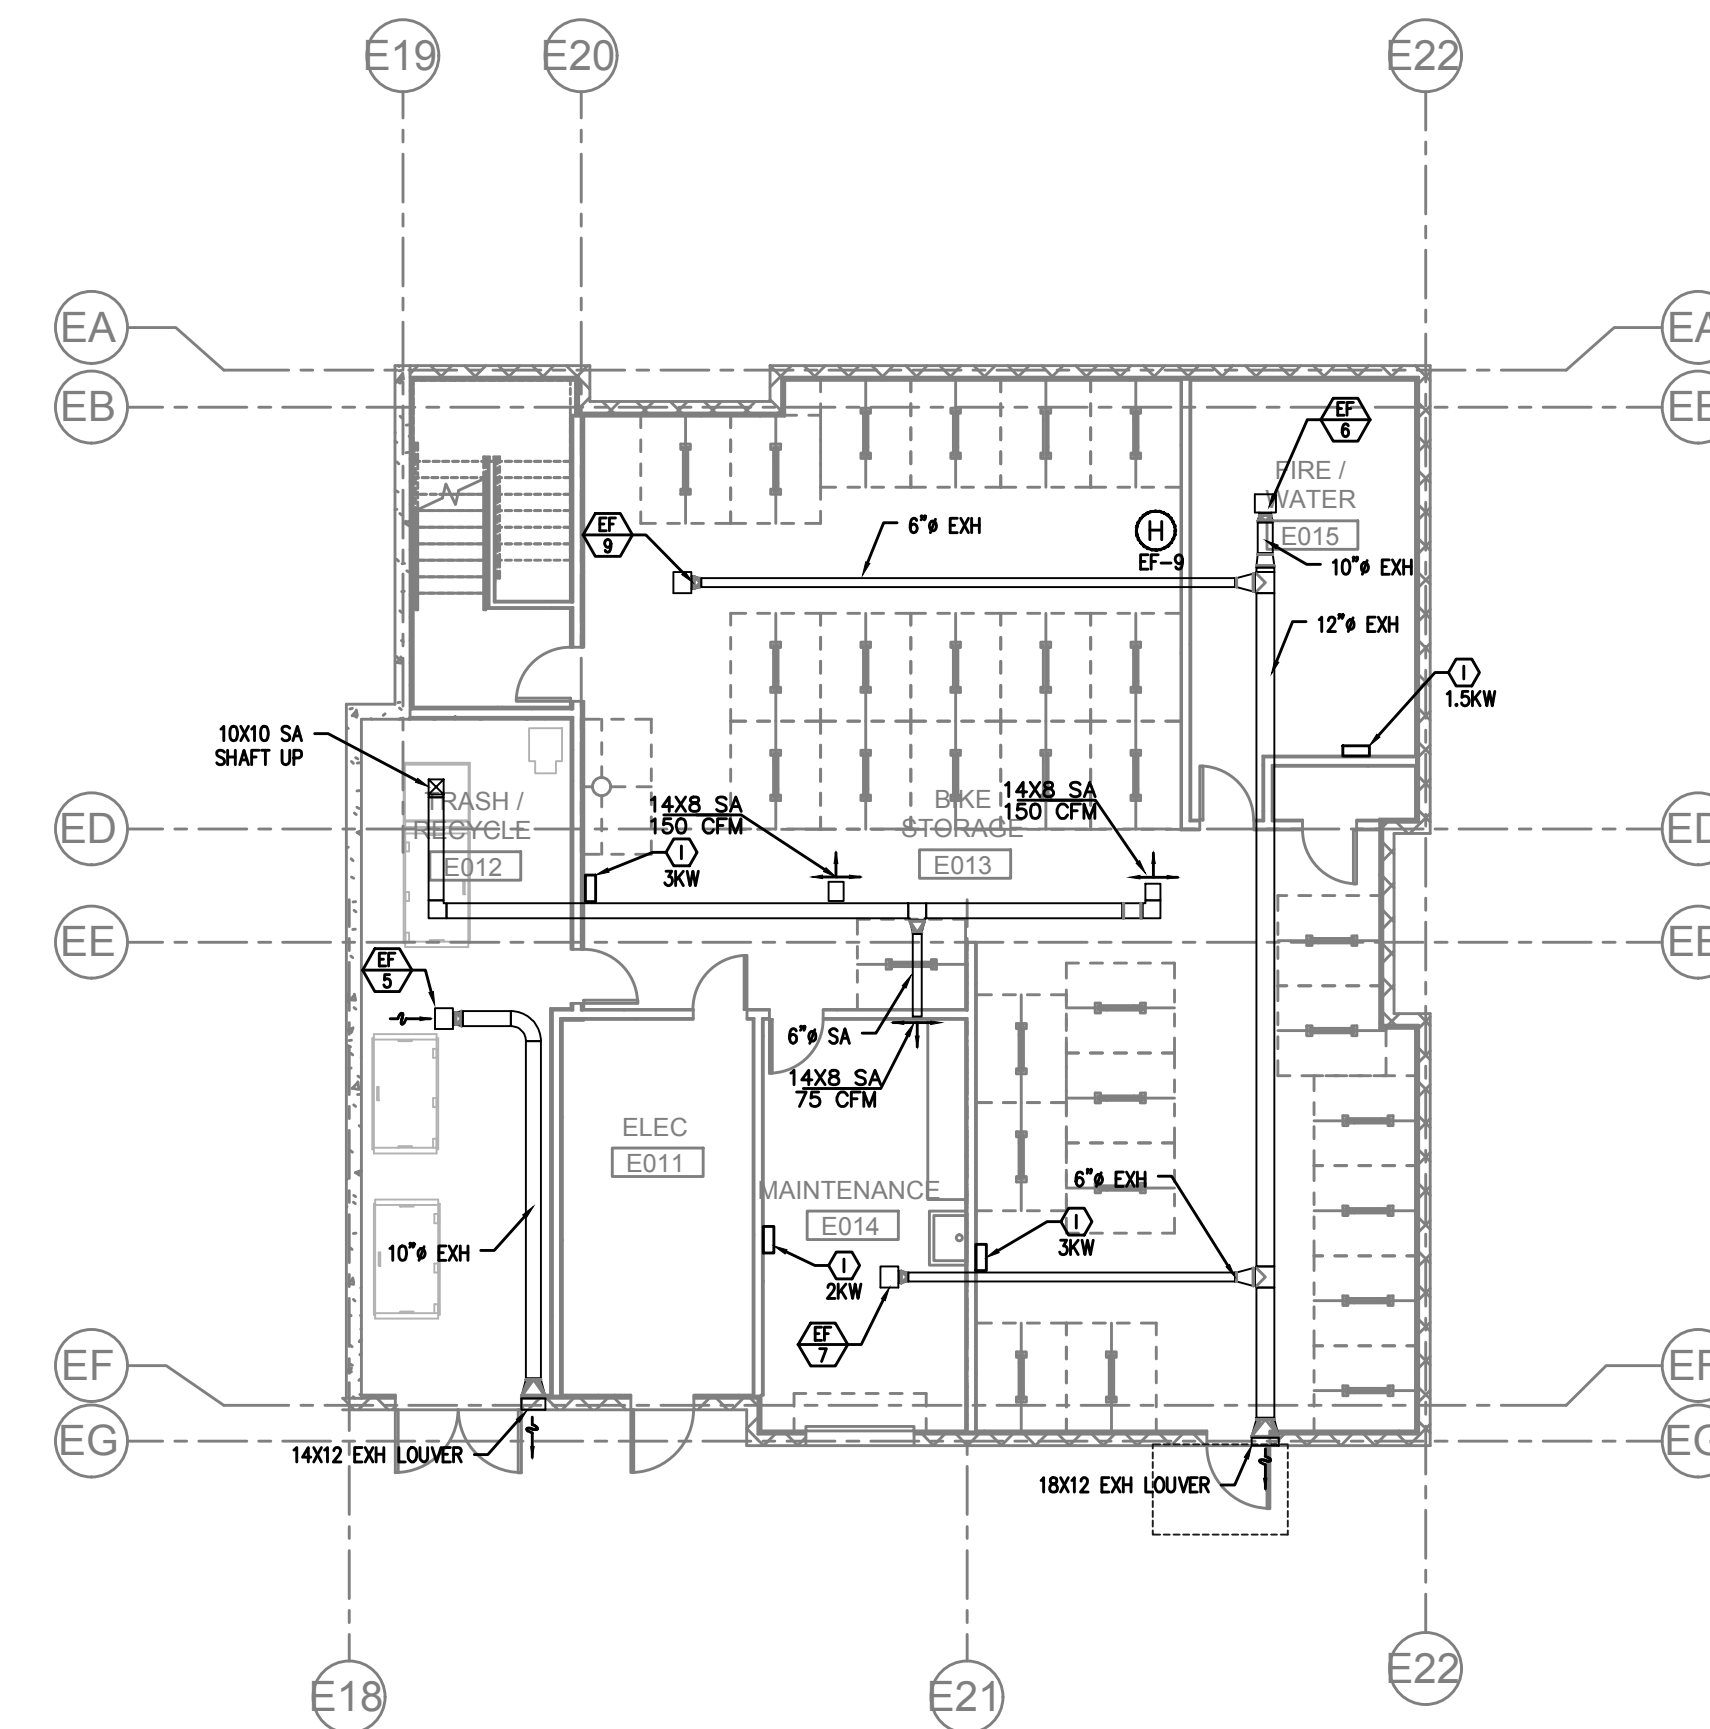 E19
E20
E22
EA
EA
EB
EB
EF
6
FIRE /
WATER
E015
6"ø EXH
H
EF-9
EF
9
10"ø EXH
12"ø EXH
I
1.5KW
10X10 SA
SHAFT UP
TRASH /
RECYCLE
E012
14X8 SA
150 CFM
I
3KW
BIKE
STORAGE
E013
14X8 SA
150 CFM
ED
ED
EE
EE
EF
5
6"ø SA
14X8 SA
75 CFM
ELEC
E011
MAINTENANCE
E014
6"ø EXH
I
3KW
10"ø EXH
I
2KW
EF
7
EF
EF
EG
EG
14X12 EXH LOUVER
18X12 EXH LOUVER
E18
E21
E22